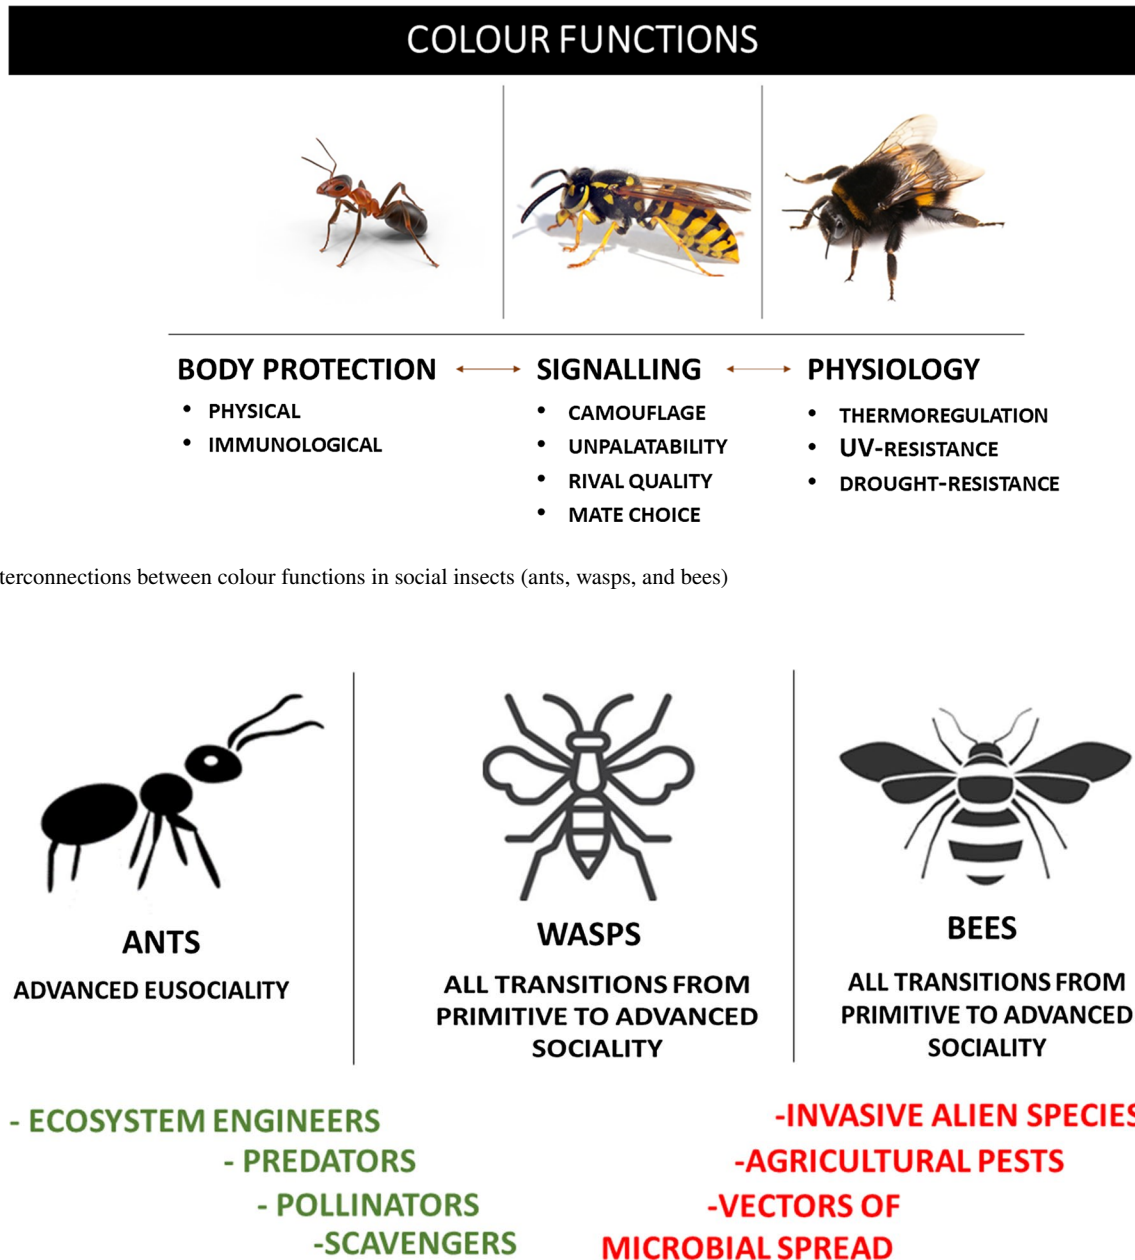 COLOUR FUNCTIONS
BODY PROTECTION
• PHYSICAL
• IMMUNOLOGICAL
SIGNALLING
• CAMOUFLAGE
• UNPALATABILITY
• RIVAL QUALITY
• MATE CHOICE
PHYSIOLOGY
• THERMOREGULATION
• UV-RESISTANCE
• DROUGHT-RESISTANCE
terconnections between colour functions in social insects (ants, wasps, and bees)
ANTS
ADVANCED EUSOCIALITY
WASPS
ALL TRANSITIONS FROM
PRIMITIVE TO ADVANCED
SOCIALITY
BEES
ALL TRANSITIONS FROM
PRIMITIVE TO ADVANCED
SOCIALITY
- ECOSYSTEM ENGINEERS
- PREDATORS
- POLLINATORS
-SCAVENGERS
-INVASIVE ALIEN SPECIES
-AGRICULTURAL PESTS
-VECTORS OF
MICROBIAL SPREAD